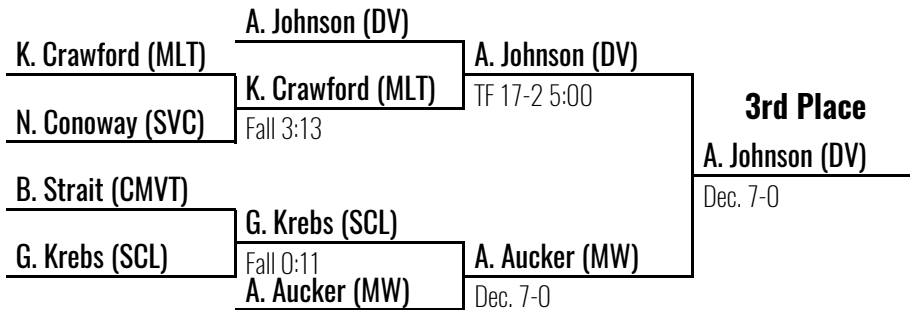 A. Johnson (DV)
K. Crawford (MLT)
A. Johnson (DV)
K. Crawford (MLT)
TF 17-2 5:00
3rd Place
N. Conoway (SVC)
Fall 3:13
A. Johnson (DV)
B. Strait (CMVT)
Dec. 7-0
G. Krebs (SCL)
G. Krebs (SCL)
Fall 0:11
A. Aucker (MW)
A. Aucker (MW)
Dec. 7-0